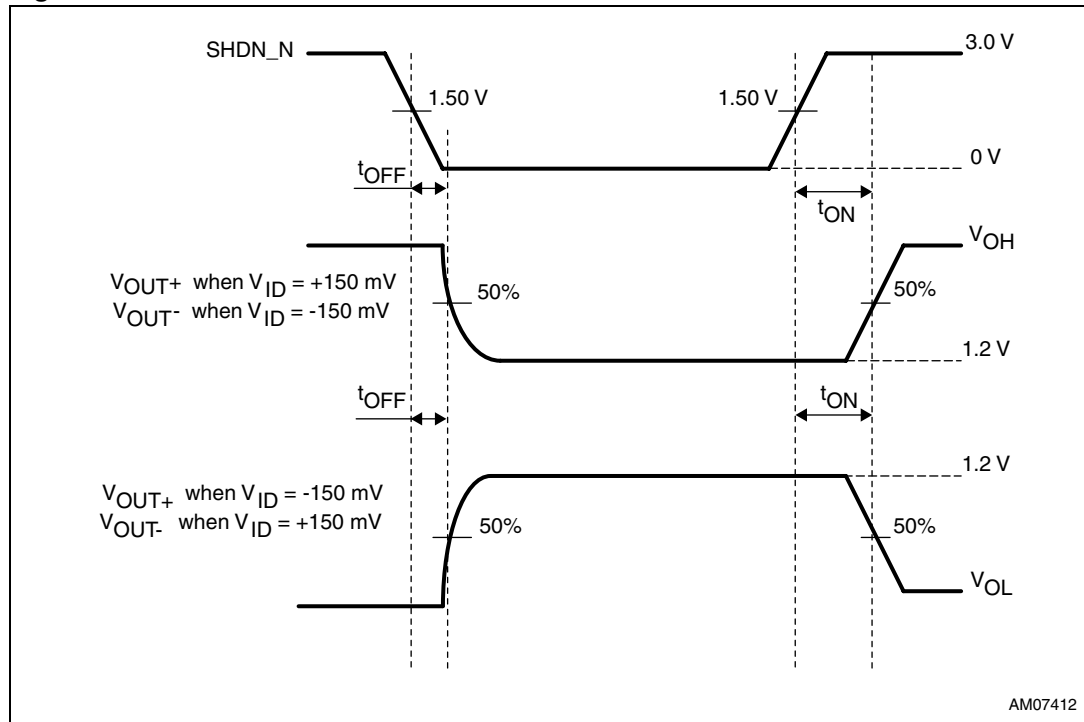 SHDN_N
3.0 V
1.50 V
1.50 V
0 V
tOFF
tON
VOH
VOUT+ when VID = +150 mV
VOUT- when VID = -150 mV
50%
50%
1.2 V
tOFF
tON
1.2 V
VOUT+ when VID = -150 mV
VOUT- when VID = +150 mV
50%
50%
VOL
AM07412